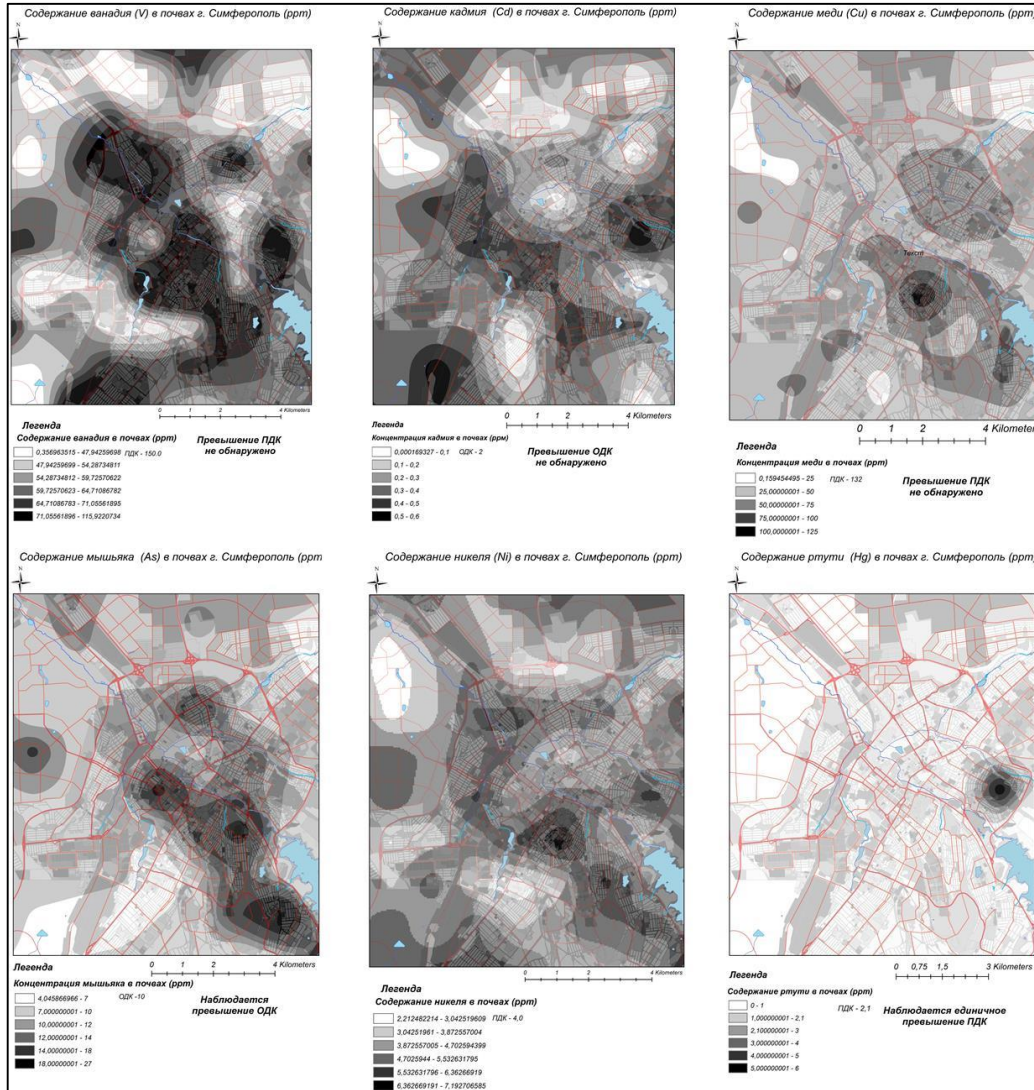 Содержание ванадия (V) в почвах г. Симферополь (ppm)
N
0 1 2 4 Kilometers
Легенда
Содержание ванадия в почвах (ppm)
0,356963515 - 47,94259698 ПДК - 150.0
47,94259699 - 54,28734811
54,28734812 - 59,72570622
59,72570623 - 64,71086782
64,71086783 - 71,05561895
71,05561896 - 115,9220734
Превышение ПДК
не обнаружено
Содержание кадмия (Cd) в почвах г. Симферополь (ppm)
N
0 1 2 4 Kilometers
Легенда
Концентрация кадмия в почвах (ppm)
0,000169327 - 0,1 ОДК - 2
0,1 - 0,2
0,2 - 0,3
0,3 - 0,4
0,4 - 0,5
0,5 - 0,6
Превышение ОДК
не обнаружено
Содержание меди (Cu) в почвах г. Симферополь (ppm)
N
Текст
0 1 2 4 Kilometers
Легенда
Концентрация меди в почвах (ppm)
0,159454495 - 25 ПДК - 132
25,00000001 - 50
50,00000001 - 75
75,00000001 - 100
100,0000001 - 125
Превышение ПДК
не обнаружено
Содержание мышьяка (As) в почвах г. Симферополь (ppm
N
0 1 2 4 Kilometers
Легенда
Концентрация мышьяка в почвах (ppm)
4,045866966 - 7 ОДК -10
7,000000001 - 10
10,00000001 - 12
12,00000001 - 14
14,00000001 - 18
18,00000001 - 27
Наблюдается
превышение ОДК
Содержание никеля (Ni) в почвах г. Симферополь (ppm)
N
0 1 2 4 Kilometers
Легенда
Содержание никеля в почвах (ppm)
2,212482214 - 3,042519609 ПДК - 4,0
3,04251961 - 3,872557004
3,872557005 - 4,702594399
4,7025944 - 5,532631795
5,532631796 - 6,36266919
6,362669191 - 7,192706585
Содержание ртути (Hg) в почвах г. Симферополь (ppm)
N
0 0,75 1,5 3 Kilometers
Легенда
Содержание ртути в почвах (ppm)
0 - 1 ПДК - 2,1
1,000000001 - 2,1
2,100000001 - 3
3,000000001 - 4
4,000000001 - 5
5,000000001 - 6
Наблюдается единичное
превышение ПДК